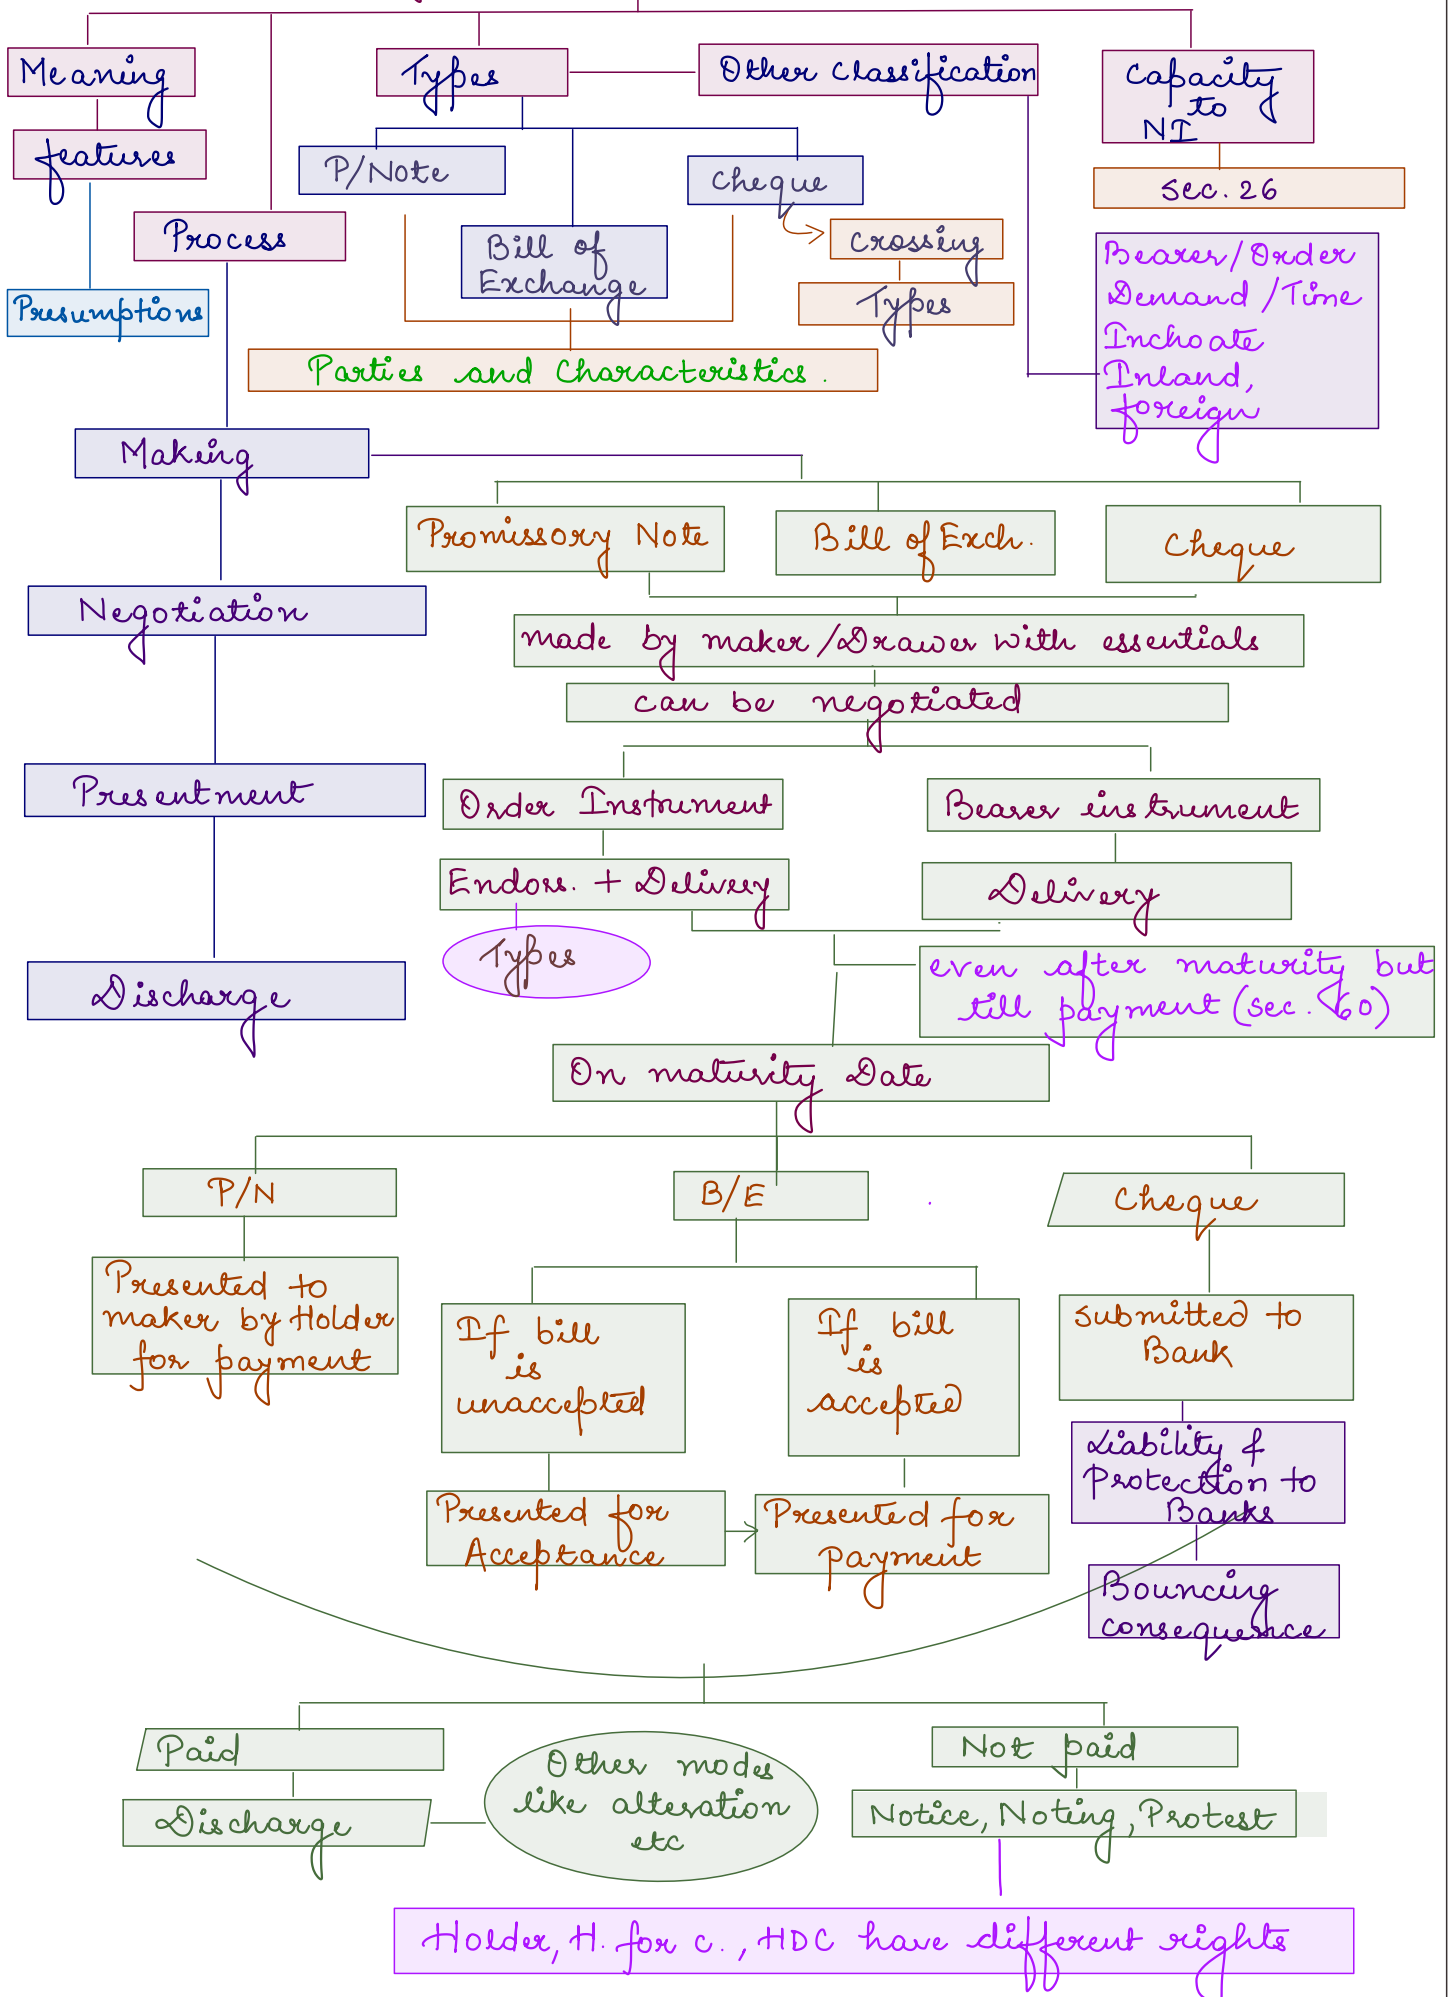 Meaning
Types
Other classification
Capacity
to
NI
features
P/Note
Cheque
Sec. 26
Process
Bill of
Exchange
crossing
Types
Bearer/Order
Demand/Time
Inchoate
Inland,
foreign
Presumptions
Parties and characteristics.
Making
Promissory Note
Bill of Exch.
Cheque
Negotiation
made by maker/Drawer with essentials
can be negotiated
Presentment
Order Instrument
Bearer instrument
Endors. + Delivery
Delivery
Types
even after maturity but
till payment (sec. 60)
Discharge
On maturity Date
P/N
B/E
Cheque
Presented to
maker by Holder
for payment
If bill
is
unaccepted
If bill
is
accepted
submitted to
Bank
Liability &
Protection to
Banks
Presented for
Acceptance
Presented for
payment
Bouncing
consequence
Paid
Other modes
like alteration
etc
Not paid
Discharge
Notice, Noting, Protest
Holder, H. for c., HDC have different rights